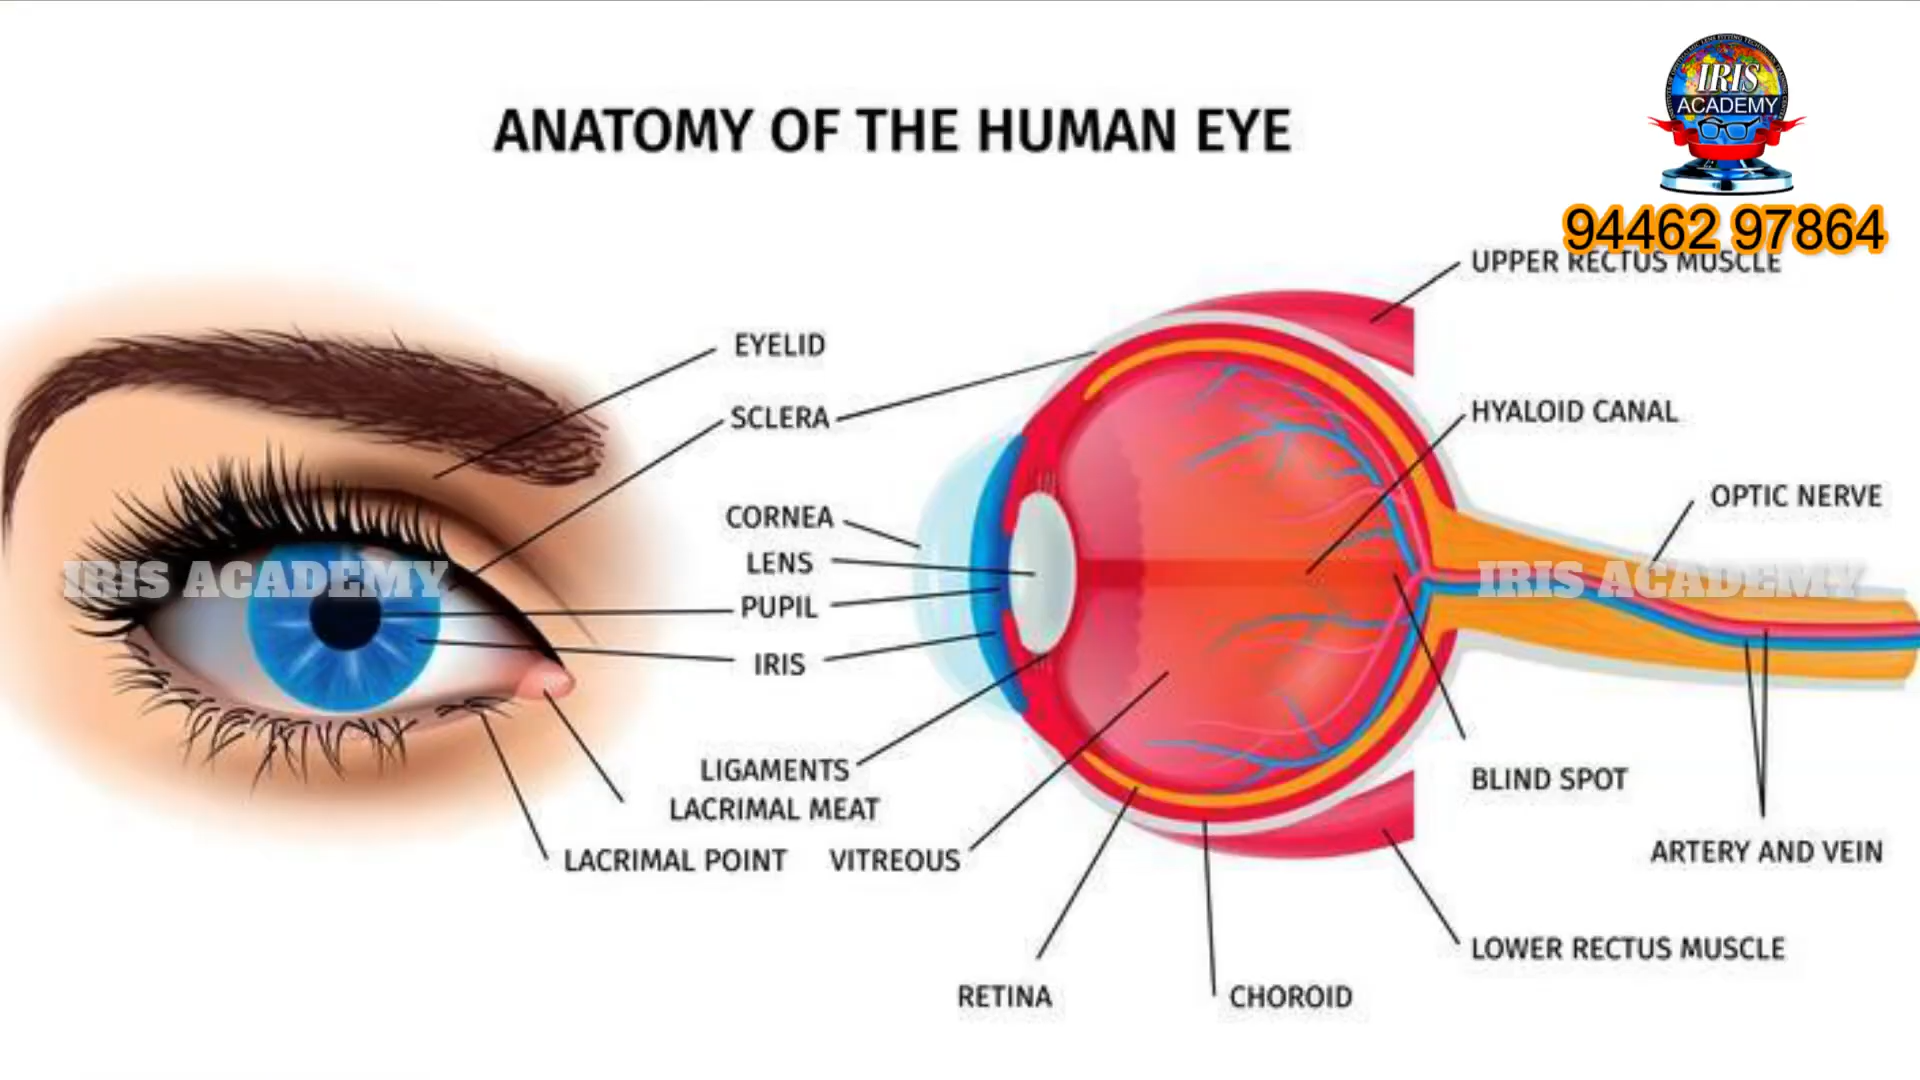 IRIS
ACADEMY
94462 97864
ANATOMY OF THE HUMAN EYE
UPPER RECTUS MUSCLE
EYELID
SCLERA
HYALOID CANAL
OPTIC NERVE
CORNEA
LENS
PUPIL
IRIS
IRIS ACADEMY
IRIS ACADEMY
LIGAMENTS
LACRIMAL MEAT
LACRIMAL POINT
VITREOUS
BLIND SPOT
ARTERY AND VEIN
LOWER RECTUS MUSCLE
RETINA
CHOROID